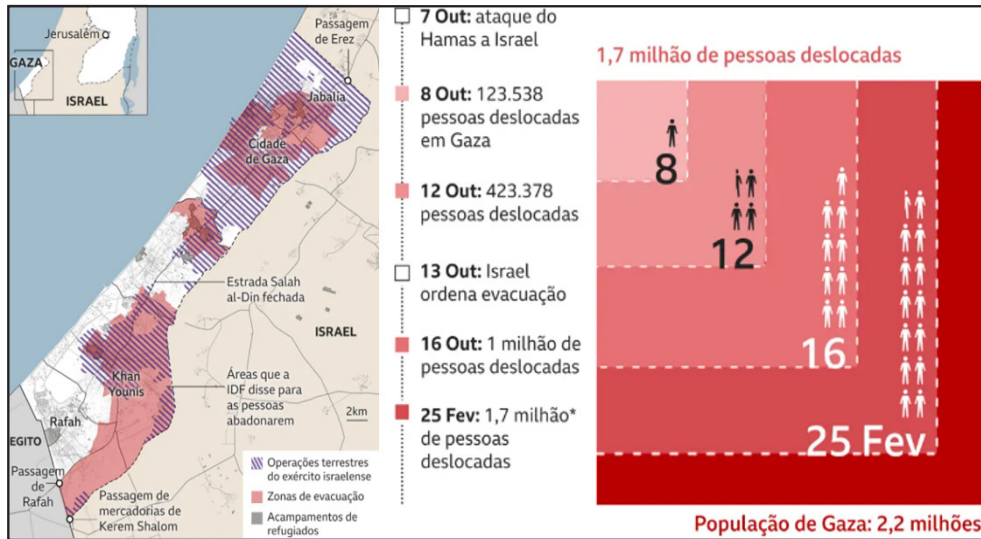 Jerusalém
GAZA
ISRAEL
Passagem
de Erez
Jabalia
Cidade
de Gaza
Estrada Salah
al-Din fechada
ISRAEL
Khan
Younis
Áreas que a
IDF disse para
as pessoas
abadonarem
2km
Rafah
EGITO
Passagem
de
Rafah
Passagem de
mercadorias de
Kerem Shalom
Operações terrestres
do exército israelense
Zonas de evacuação
Acampamentos de
refugiados
7 Out: ataque do
Hamas a Israel
8 Out: 123.538
pessoas deslocadas
em Gaza
12 Out: 423.378
pessoas deslocadas
13 Out: Israel
ordena evacuação
16 Out: 1 milhão de
pessoas deslocadas
25 Fev: 1,7 milhão*
de pessoas
deslocadas
1,7 milhão de pessoas deslocadas
8
12
16
25 Fev
População de Gaza: 2,2 milhões